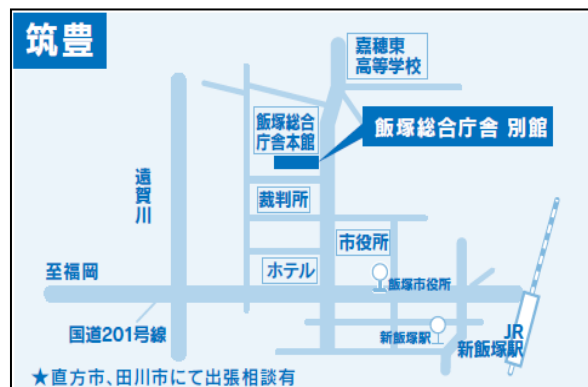 筑豊
嘉穂東
高等学校
飯塚総合
庁舎本館
飯塚総合庁舎 別館
遠賀川
裁判所
市役所
ホテル
至福岡
飯塚市役所
国道201号線
新飯塚駅
JR
新飯塚駅
★直方市、田川市にて出張相談有